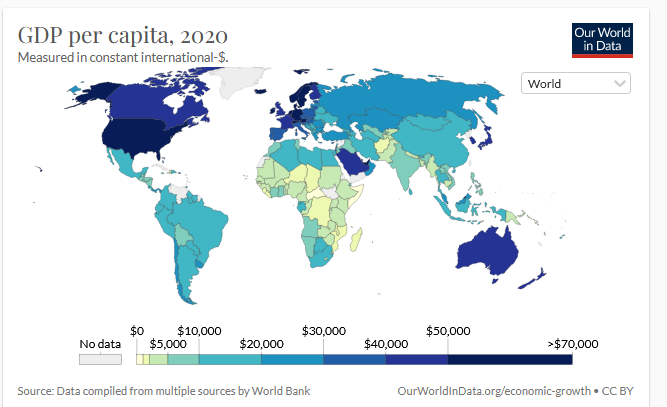 GDP per capita, 2020
Measured in constant international-$.
Our World
in Data
World
No data
$0
$5,000
$10,000
$20,000
$30,000
$40,000
$50,000
>$70,000
Source: Data compiled from multiple sources by World Bank
OurWorldInData.org/economic-growth • CC BY